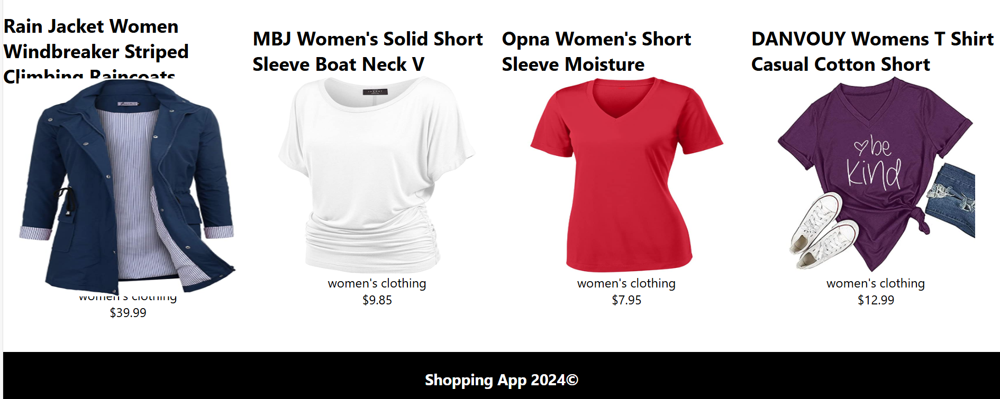 Rain Jacket Women
Windbreaker Striped
Climbing Raincoats
women's clothing
$39.99
MBJ Women's Solid Short
Sleeve Boat Neck V
women's clothing
$9.85
Opna Women's Short
Sleeve Moisture
women's clothing
$7.95
DANVOUY Womens T Shirt
Casual Cotton Short
be
kind
women's clothing
$12.99
Shopping App 2024©